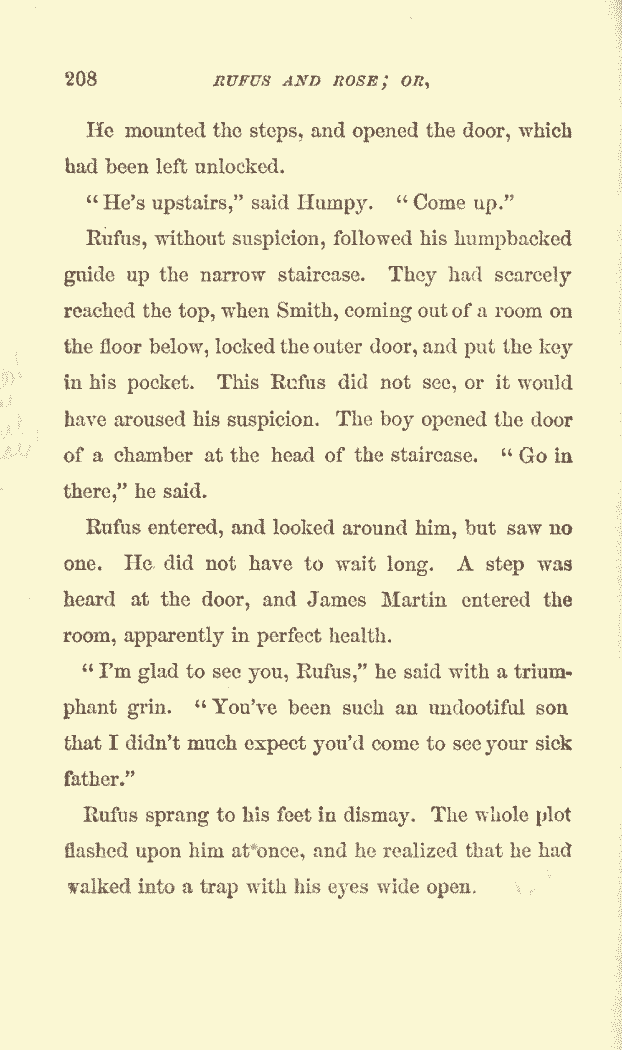 208 RUFUS AND ROSE; OR,
He mounted the steps, and opened the door, which
had been left unlocked.
“He’s upstairs,” said Humpy. “Come up.”
Rufus, without suspicion, followed his humpbacked
guide up the narrow staircase. They had scarcely
reached the top, when Smith, coming out of a room on
the floor below, locked the outer door, and put the key
in his pocket. This Rufus did not see, or it would
have aroused his suspicion. The boy opened the door
of a chamber at the head of the staircase. “Go in
there,” he said.
Rufus entered, and looked around him, but saw no
one. He did not have to wait long. A step was
heard at the door, and James Martin entered the
room, apparently in perfect health.
“I’m glad to see you, Rufus,” he said with a trium-
phant grin. “You’ve been such an undootiful son
that I didn’t much expect you’d come to see your sick
father.”
Rufus sprang to his feet in dismay. The whole plot
flashed upon him at once, and he realized that he had
walked into a trap with his eyes wide open.